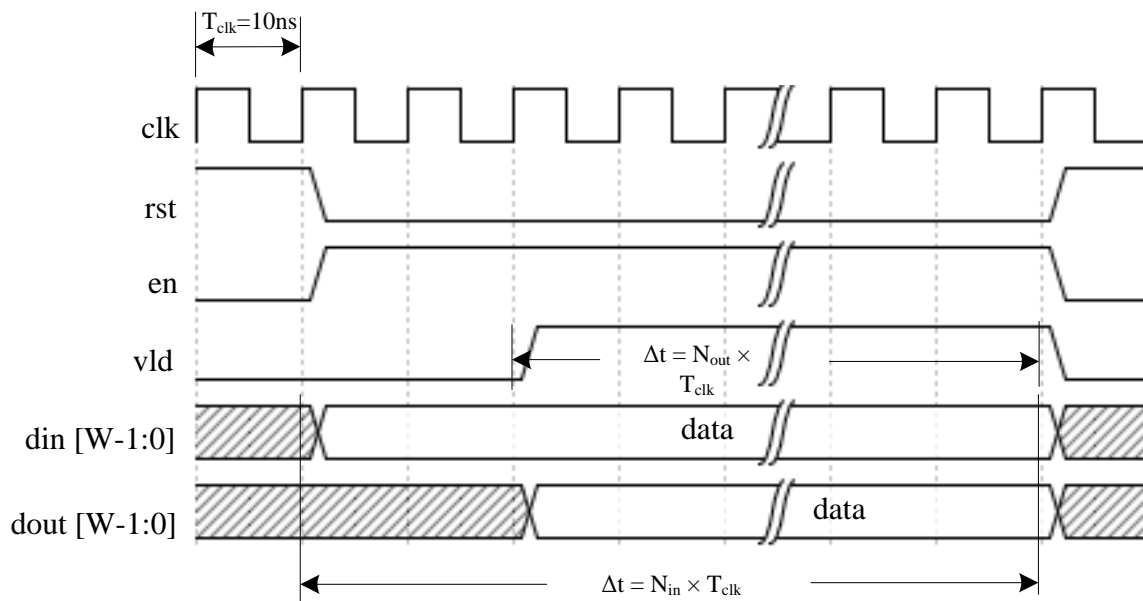 T_clk=10ns
clk
rst
en
vld
Δt = N_out ×
T_clk
din [W-1:0]
data
dout [W-1:0]
data
Δt = N_in × T_clk